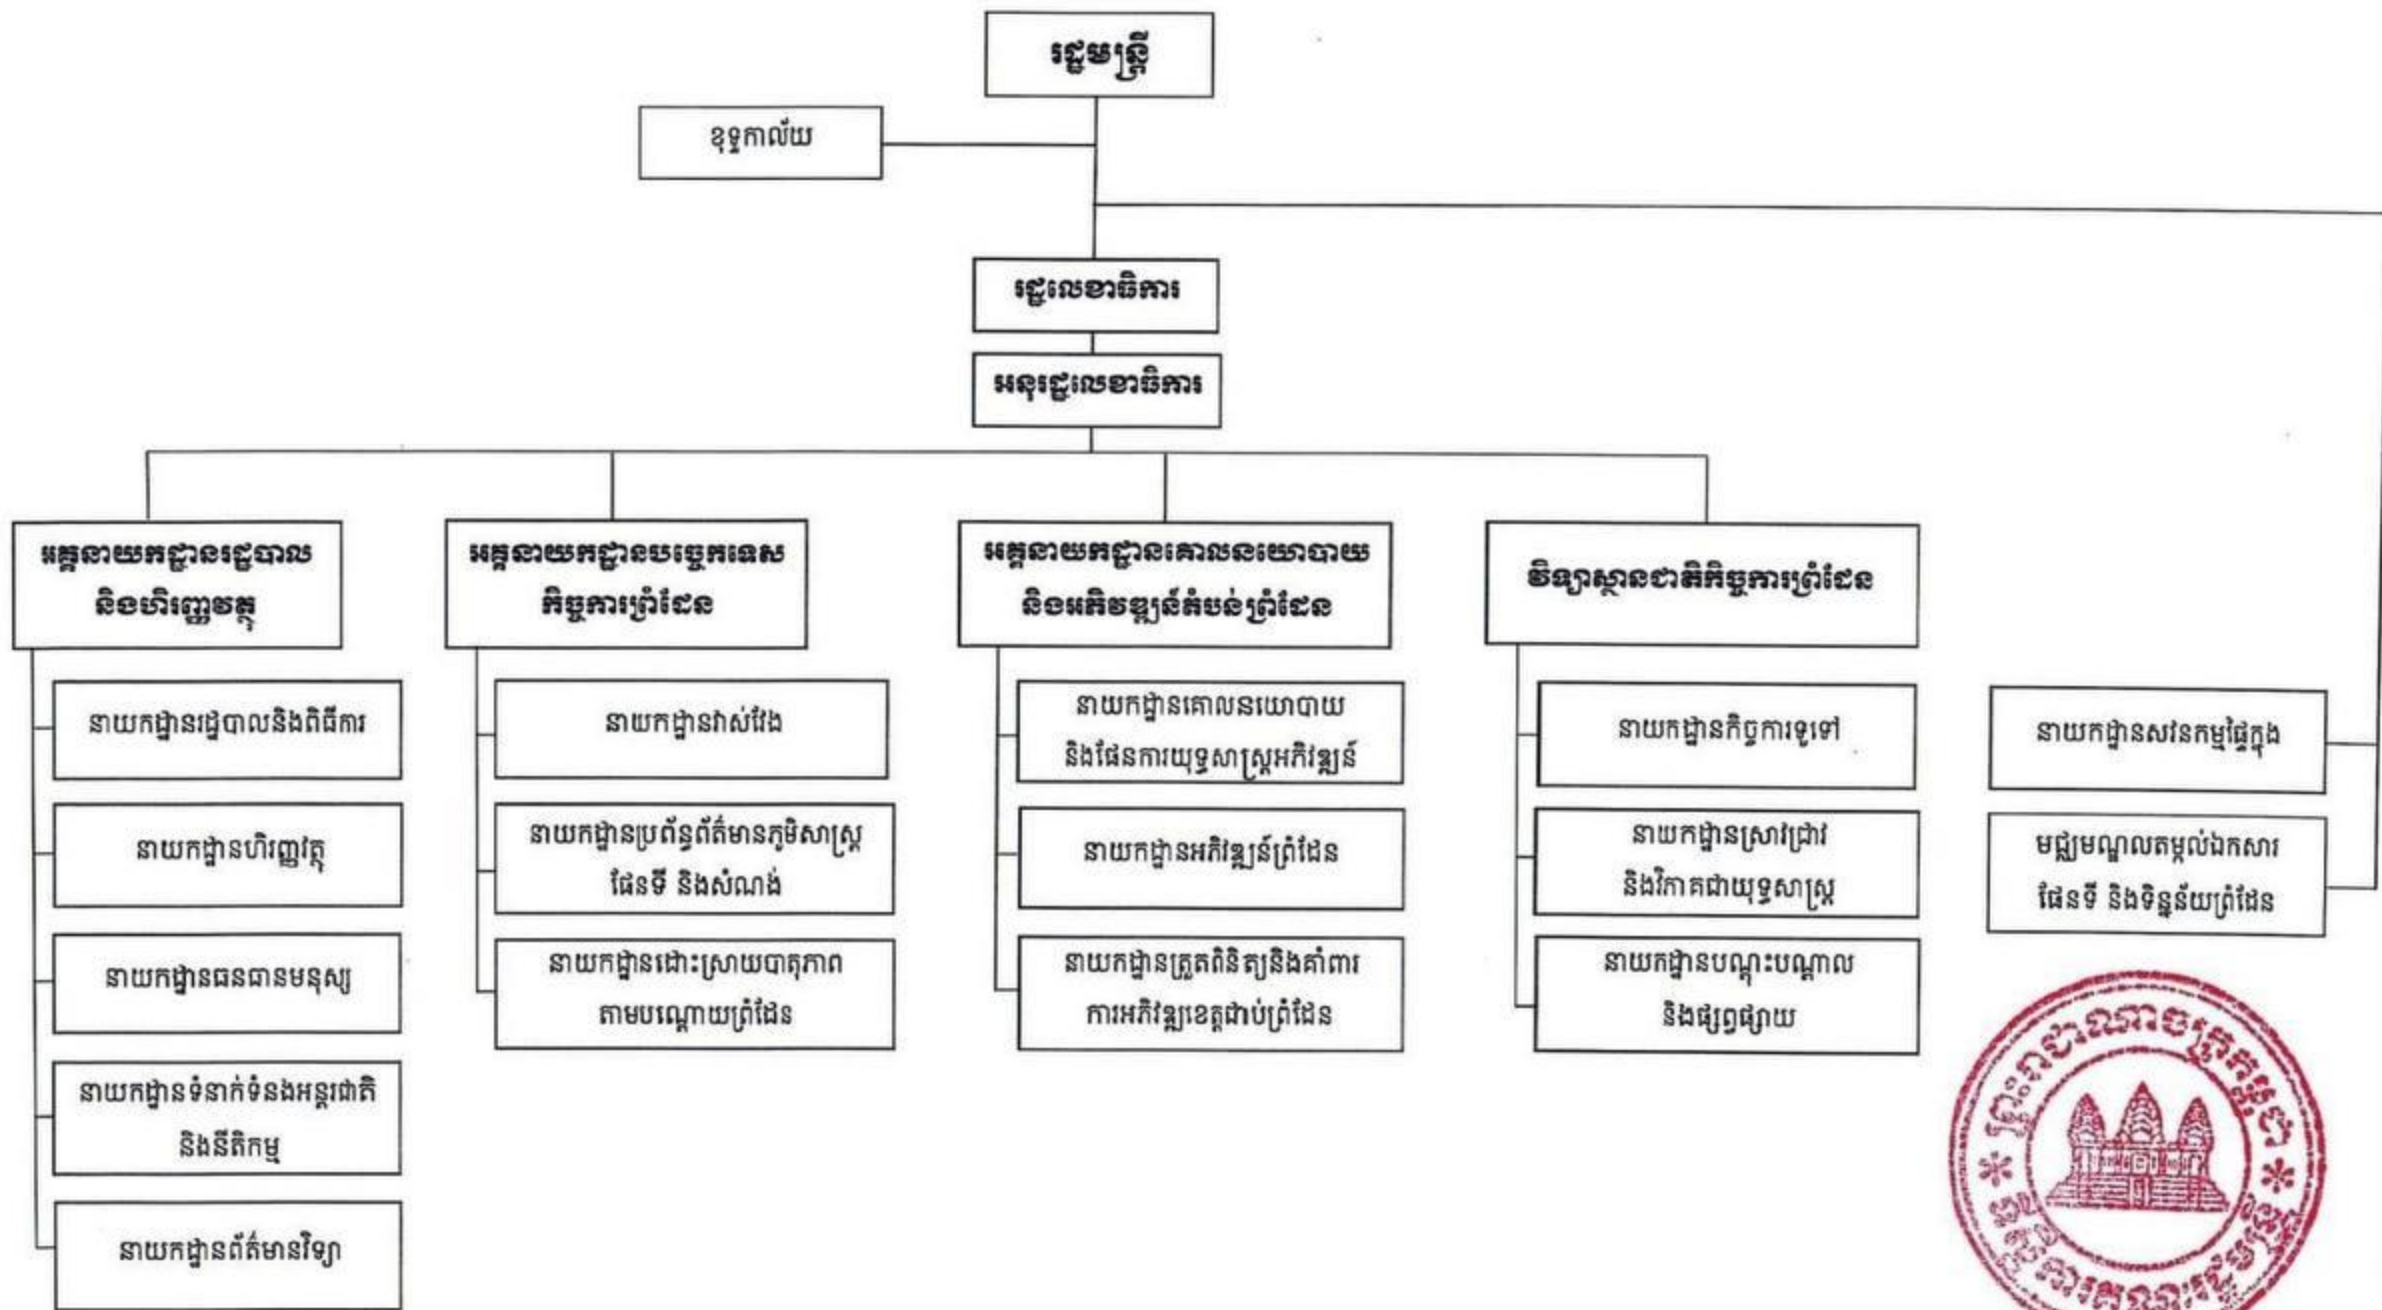 រដ្ឋមន្ត្រី
ខុទ្ទកាល័យ
រដ្ឋលេខាធិការ
អនុរដ្ឋលេខាធិការ
អគ្គនាយកដ្ឋានរដ្ឋបាល
និងហិរញ្ញវត្ថុ
នាយកដ្ឋានរដ្ឋបាលនិងពិធីការ
នាយកដ្ឋានហិរញ្ញវត្ថុ
នាយកដ្ឋានធនធានមនុស្ស
នាយកដ្ឋានទំនាក់ទំនងអន្តរជាតិ
និងនីតិកម្ម
នាយកដ្ឋានព័ត៌មានវិទ្យា
អគ្គនាយកដ្ឋានបច្ចេកទេស
កិច្ចការព្រំដែន
នាយកដ្ឋានវាស់វែង
នាយកដ្ឋានប្រព័ន្ធព័ត៌មានភូមិសាស្ត្រ
ផែនទី និងសំណង់
នាយកដ្ឋានដោះស្រាយបាតុភាព
តាមបណ្តោយព្រំដែន
អគ្គនាយកដ្ឋានគោលនយោបាយ
និងអភិវឌ្ឍន៍តំបន់ព្រំដែន
នាយកដ្ឋានគោលនយោបាយ
និងផែនការយុទ្ធសាស្ត្រអភិវឌ្ឍន៍
នាយកដ្ឋានអភិវឌ្ឍន៍ព្រំដែន
នាយកដ្ឋានត្រួតពិនិត្យនិងគាំពារ
ការអភិវឌ្ឍខេត្តជាប់ព្រំដែន
វិទ្យាស្ថានជាតិកិច្ចការព្រំដែន
នាយកដ្ឋានកិច្ចការទូទៅ
នាយកដ្ឋានស្រាវជ្រាវ
និងវិភាគជាយុទ្ធសាស្ត្រ
នាយកដ្ឋានបណ្តុះបណ្តាល
និងផ្សព្វផ្សាយ
នាយកដ្ឋានសវនកម្មផ្ទៃក្នុង
មជ្ឈមណ្ឌលតម្កល់ឯកសារ
ផែនទី និងទិន្នន័យព្រំដែន
ព្រះរាជាណាចក្រកម្ពុជា